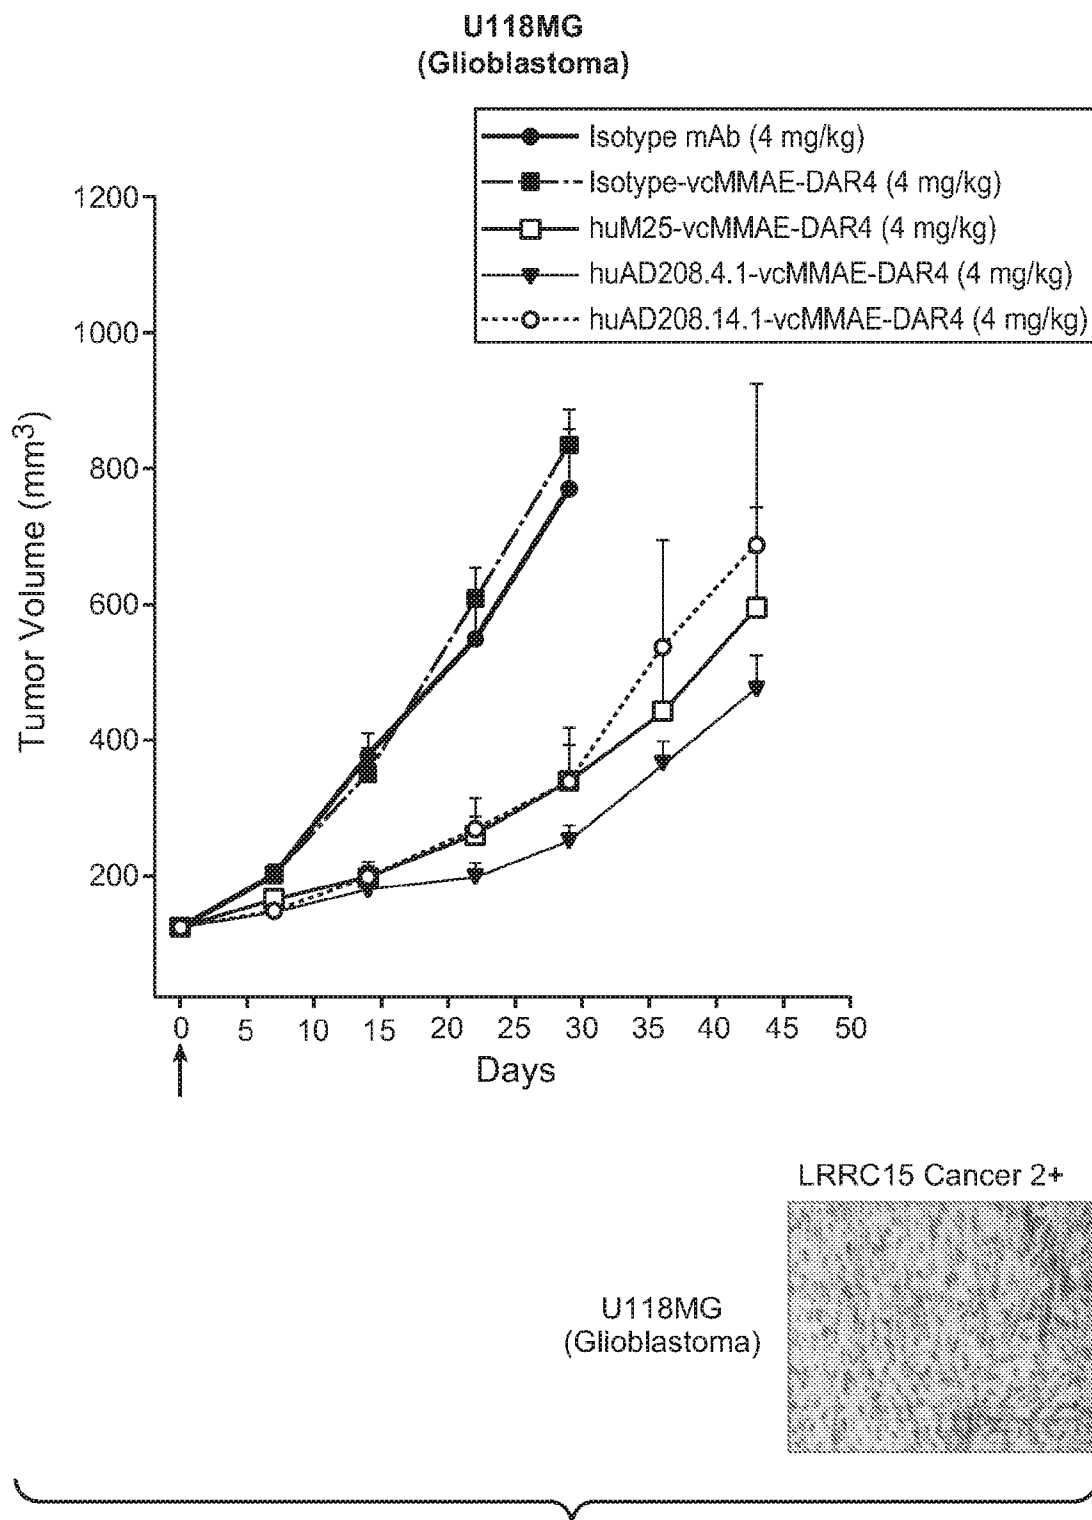 U118MG
(Glioblastoma)
Isotype mAb (4 mg/kg)
Isotype-vcMMAE-DAR4 (4 mg/kg)
huM25-vcMMAE-DAR4 (4 mg/kg)
huAD208.4.1-vcMMAE-DAR4 (4 mg/kg)
huAD208.14.1-vcMMAE-DAR4 (4 mg/kg)
Tumor Volume (mm3)
1200
1000
800
600
400
200
0 5 10 15 20 25 30 35 40 45 50
Days
LRRC15 Cancer 2+
U118MG
(Glioblastoma)